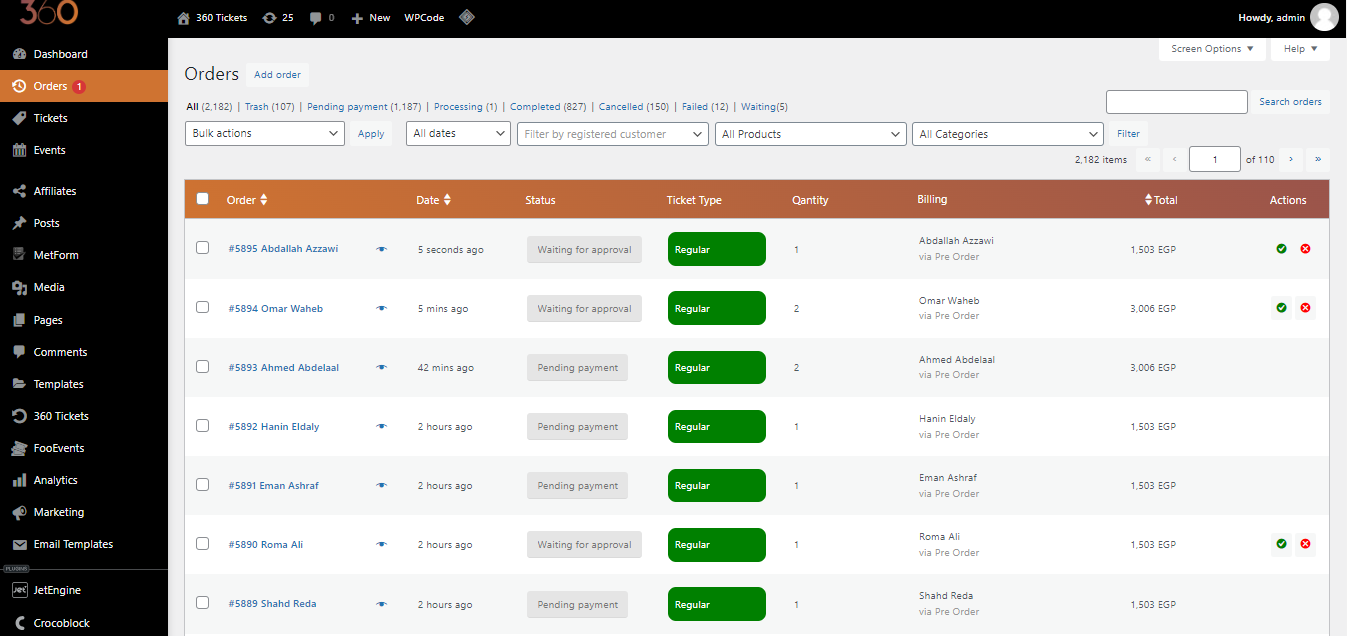 360
360 Tickets 25 0 New WPCode
Howdy, admin
Dashboard
Orders 1
Tickets
Events
Affiliates
Posts
MetForm
Media
Pages
Comments
Templates
360 Tickets
FooEvents
Analytics
Marketing
Email Templates
PLUGINS
JetEngine
Crocoblock
Screen Options Help
Orders Add order
All (2,182) | Trash (107) | Pending payment (1,187) | Processing (1) | Completed (827) | Cancelled (150) | Failed (12) | Waiting(5)
Search orders
Bulk actions Apply All dates Filter by registered customer All Products All Categories Filter
2,182 items « ‹ 1 of 110 › »
Order Date Status Ticket Type Qantity Billing Total Actions
#5895 Abdallah Azzawi 5 seconds ago Waiting for approval Regular 1 Abdallah Azzawi 1,503 EGP
via Pre Order
#5894 Omar Waheb 5 mins ago Waiting for approval Regular 2 Omar Waheb 3,006 EGP
via Pre Order
#5893 Ahmed Abdelaal 42 mins ago Pending payment Regular 2 Ahmed Abdelaal 3,006 EGP
via Pre Order
#5892 Hanin Eldaly 2 hours ago Pending payment Regular 1 Hanin Eldaly 1,503 EGP
via Pre Order
#5891 Eman Ashraf 2 hours ago Pending payment Regular 1 Eman Ashraf 1,503 EGP
via Pre Order
#5890 Roma Ali 2 hours ago Waiting for approval Regular 1 Roma Ali 1,503 EGP
via Pre Order
#5889 Shahd Reda 2 hours ago Pending payment Regular 1 Shahd Reda 1,503 EGP
via Pre Order